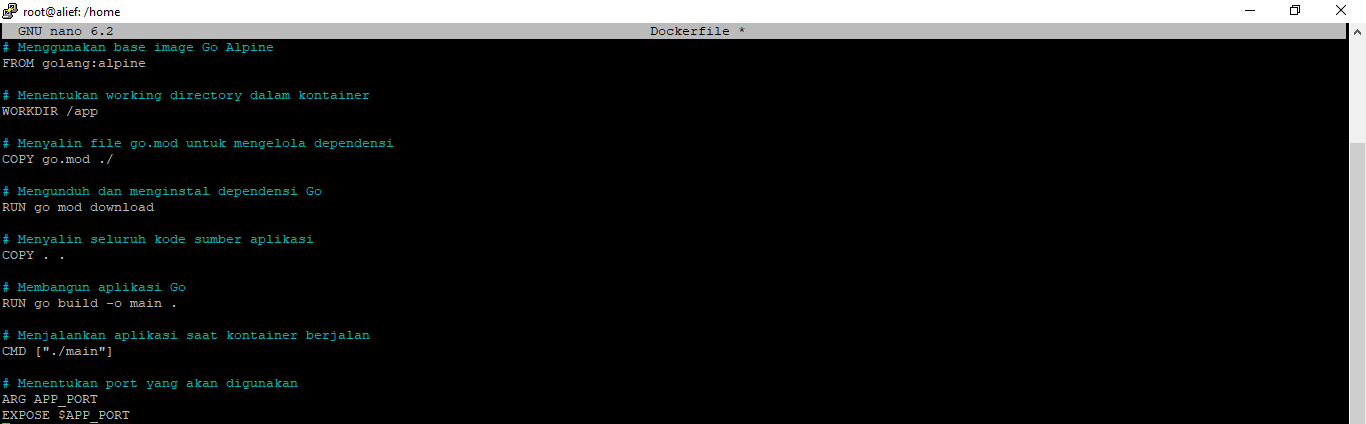 root@alief: /home
GNU nano 6.2 Dockerfile *
# Menggunakan base image Go Alpine
FROM golang:alpine
# Menentukan working directory dalam kontainer
WORKDIR /app
# Menyalin file go.mod untuk mengelola dependensi
COPY go.mod ./
# Mengunduh dan menginstal dependensi Go
RUN go mod download
# Menyalin seluruh kode sumber aplikasi
COPY . .
# Membangun aplikasi Go
RUN go build -o main .
# Menjalankan aplikasi saat kontainer berjalan
CMD ["./main"]
# Menentukan port yang akan digunakan
ARG APP_PORT
EXPOSE $APP_PORT